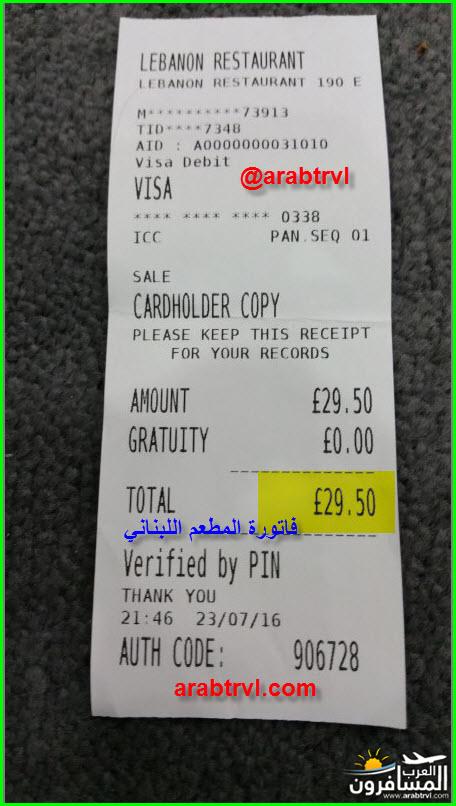 LEBANON RESTAURANT
LEBANON RESTAURANT 190 E
M**********73913
TID****7348
AID : A0000000031010
Visa Debit
@arabtrvl
VISA
**** **** **** 0338
ICC PAN.SEQ 01
SALE
CARDHOLDER COPY
PLEASE KEEP THIS RECEIPT
FOR YOUR RECORDS
AMOUNT £29.50
GRATUITY £0.00
TOTAL £29.50
فاتورة المطعم اللبناني
Verified by PIN
THANK YOU
21:46 23/07/16
AUTH CODE: 906728
arabtrvl.com
العرب
المسافرون
www.arabtrvl.com